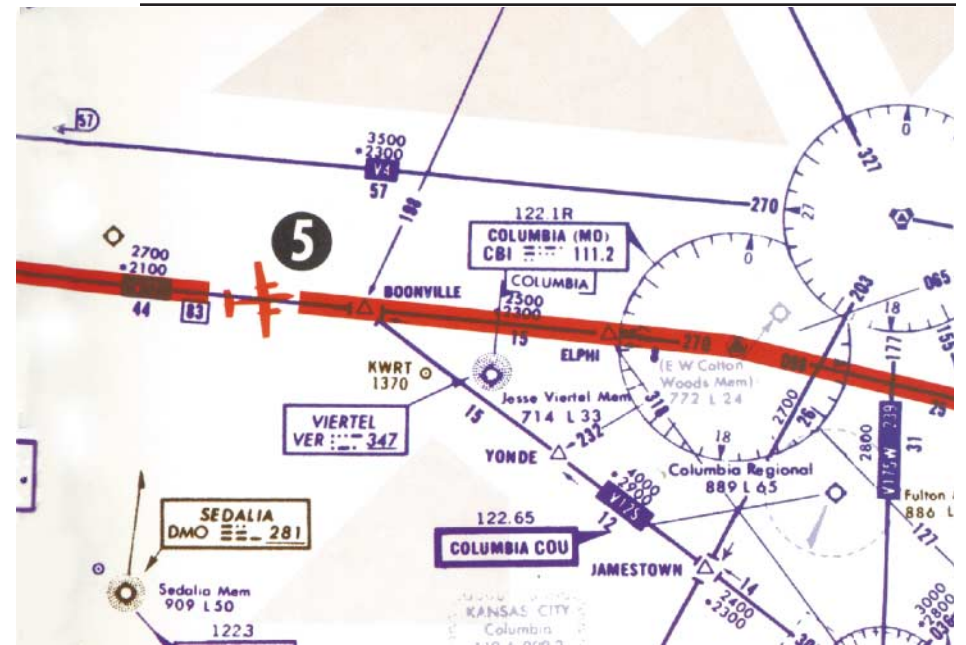 57
3500
*2300
V4
57
188
270
27
0
327
5
122.1R
COLUMBIA (MO)
CBI 111.2
COLUMBIA
0
065
203
18
155
177
2700
*2100
44
83
BOONVILLE
2300
15
ELPHI
8
270
(E W Cotton
Woods Mem)
772 L 24
25
KWRT
1370
Jesse Viertel Mem
714 L 33
318
2700
26
15
VIERTEL
VER 347
232
18
YONDE
Columbia Regional
889 L 65
2800
V175W 239
31
Fulton
886 L
4000
*2900
V175
12
122.65
COLUMBIA COU
127
SEDALIA
DMO 281
JAMESTOWN
14
2400
*2300
3000
*2800
036
Sedalia Mem
909 L 50
1223
KANSAS CITY
Columbia